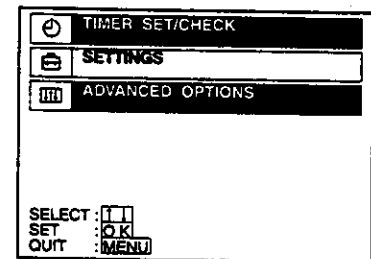 TIMER SET/CHECK
SETTINGS
ADVANCED OPTIONS
SELECT : ↑ ↓
SET : OK
QUIT : MENU